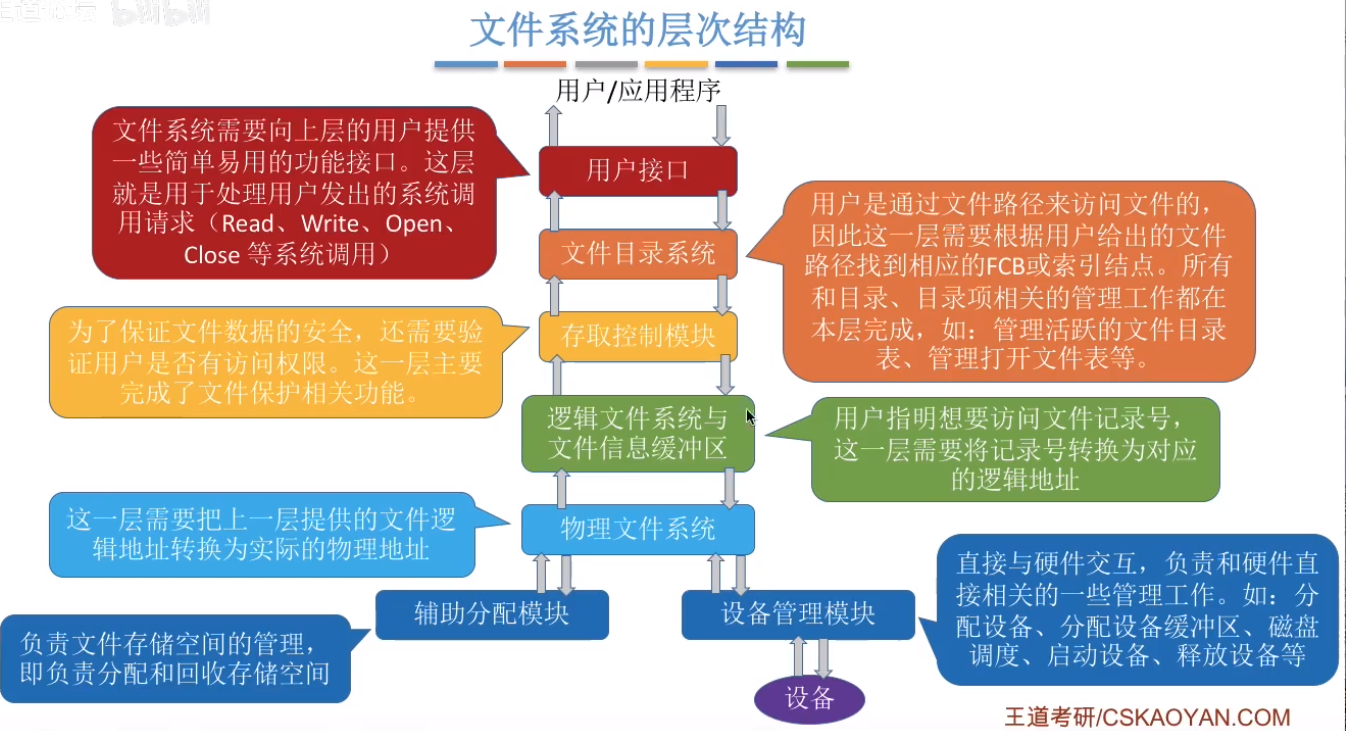 王道论坛 bilibili
文件系统的层次结构
用户/应用程序
文件系统需要向上层的用户提供
一些简单易用的功能接口。这层
就是用于处理用户发出的系统调
用请求（Read、Write、Open、
Close 等系统调用）
用户接口
用户是通过文件路径来访问文件的，
因此这一层需要根据用户给出的文件
路径找到相应的FCB或索引结点。所有
和目录、目录项相关的管理工作都在
本层完成，如：管理活跃的文件目录
表、管理打开文件表等。
文件目录系统
为了保证文件数据的安全，还需要验
证用户是否有访问权限。这一层主要
完成了文件保护相关功能。
存取控制模块
逻辑文件系统与
文件信息缓冲区
用户指明想要访问文件记录号，
这一层需要将记录号转换为对应
的逻辑地址
这一层需要把上一层提供的文件逻
辑地址转换为实际的物理地址
物理文件系统
辅助分配模块
设备管理模块
直接与硬件交互，负责和硬件直
接相关的一些管理工作。如：分
配设备、分配设备缓冲区、磁盘
调度、启动设备、释放设备等
负责文件存储空间的管理，
即负责分配和回收存储空间
设备
王道考研/CSKAOYAN.COM